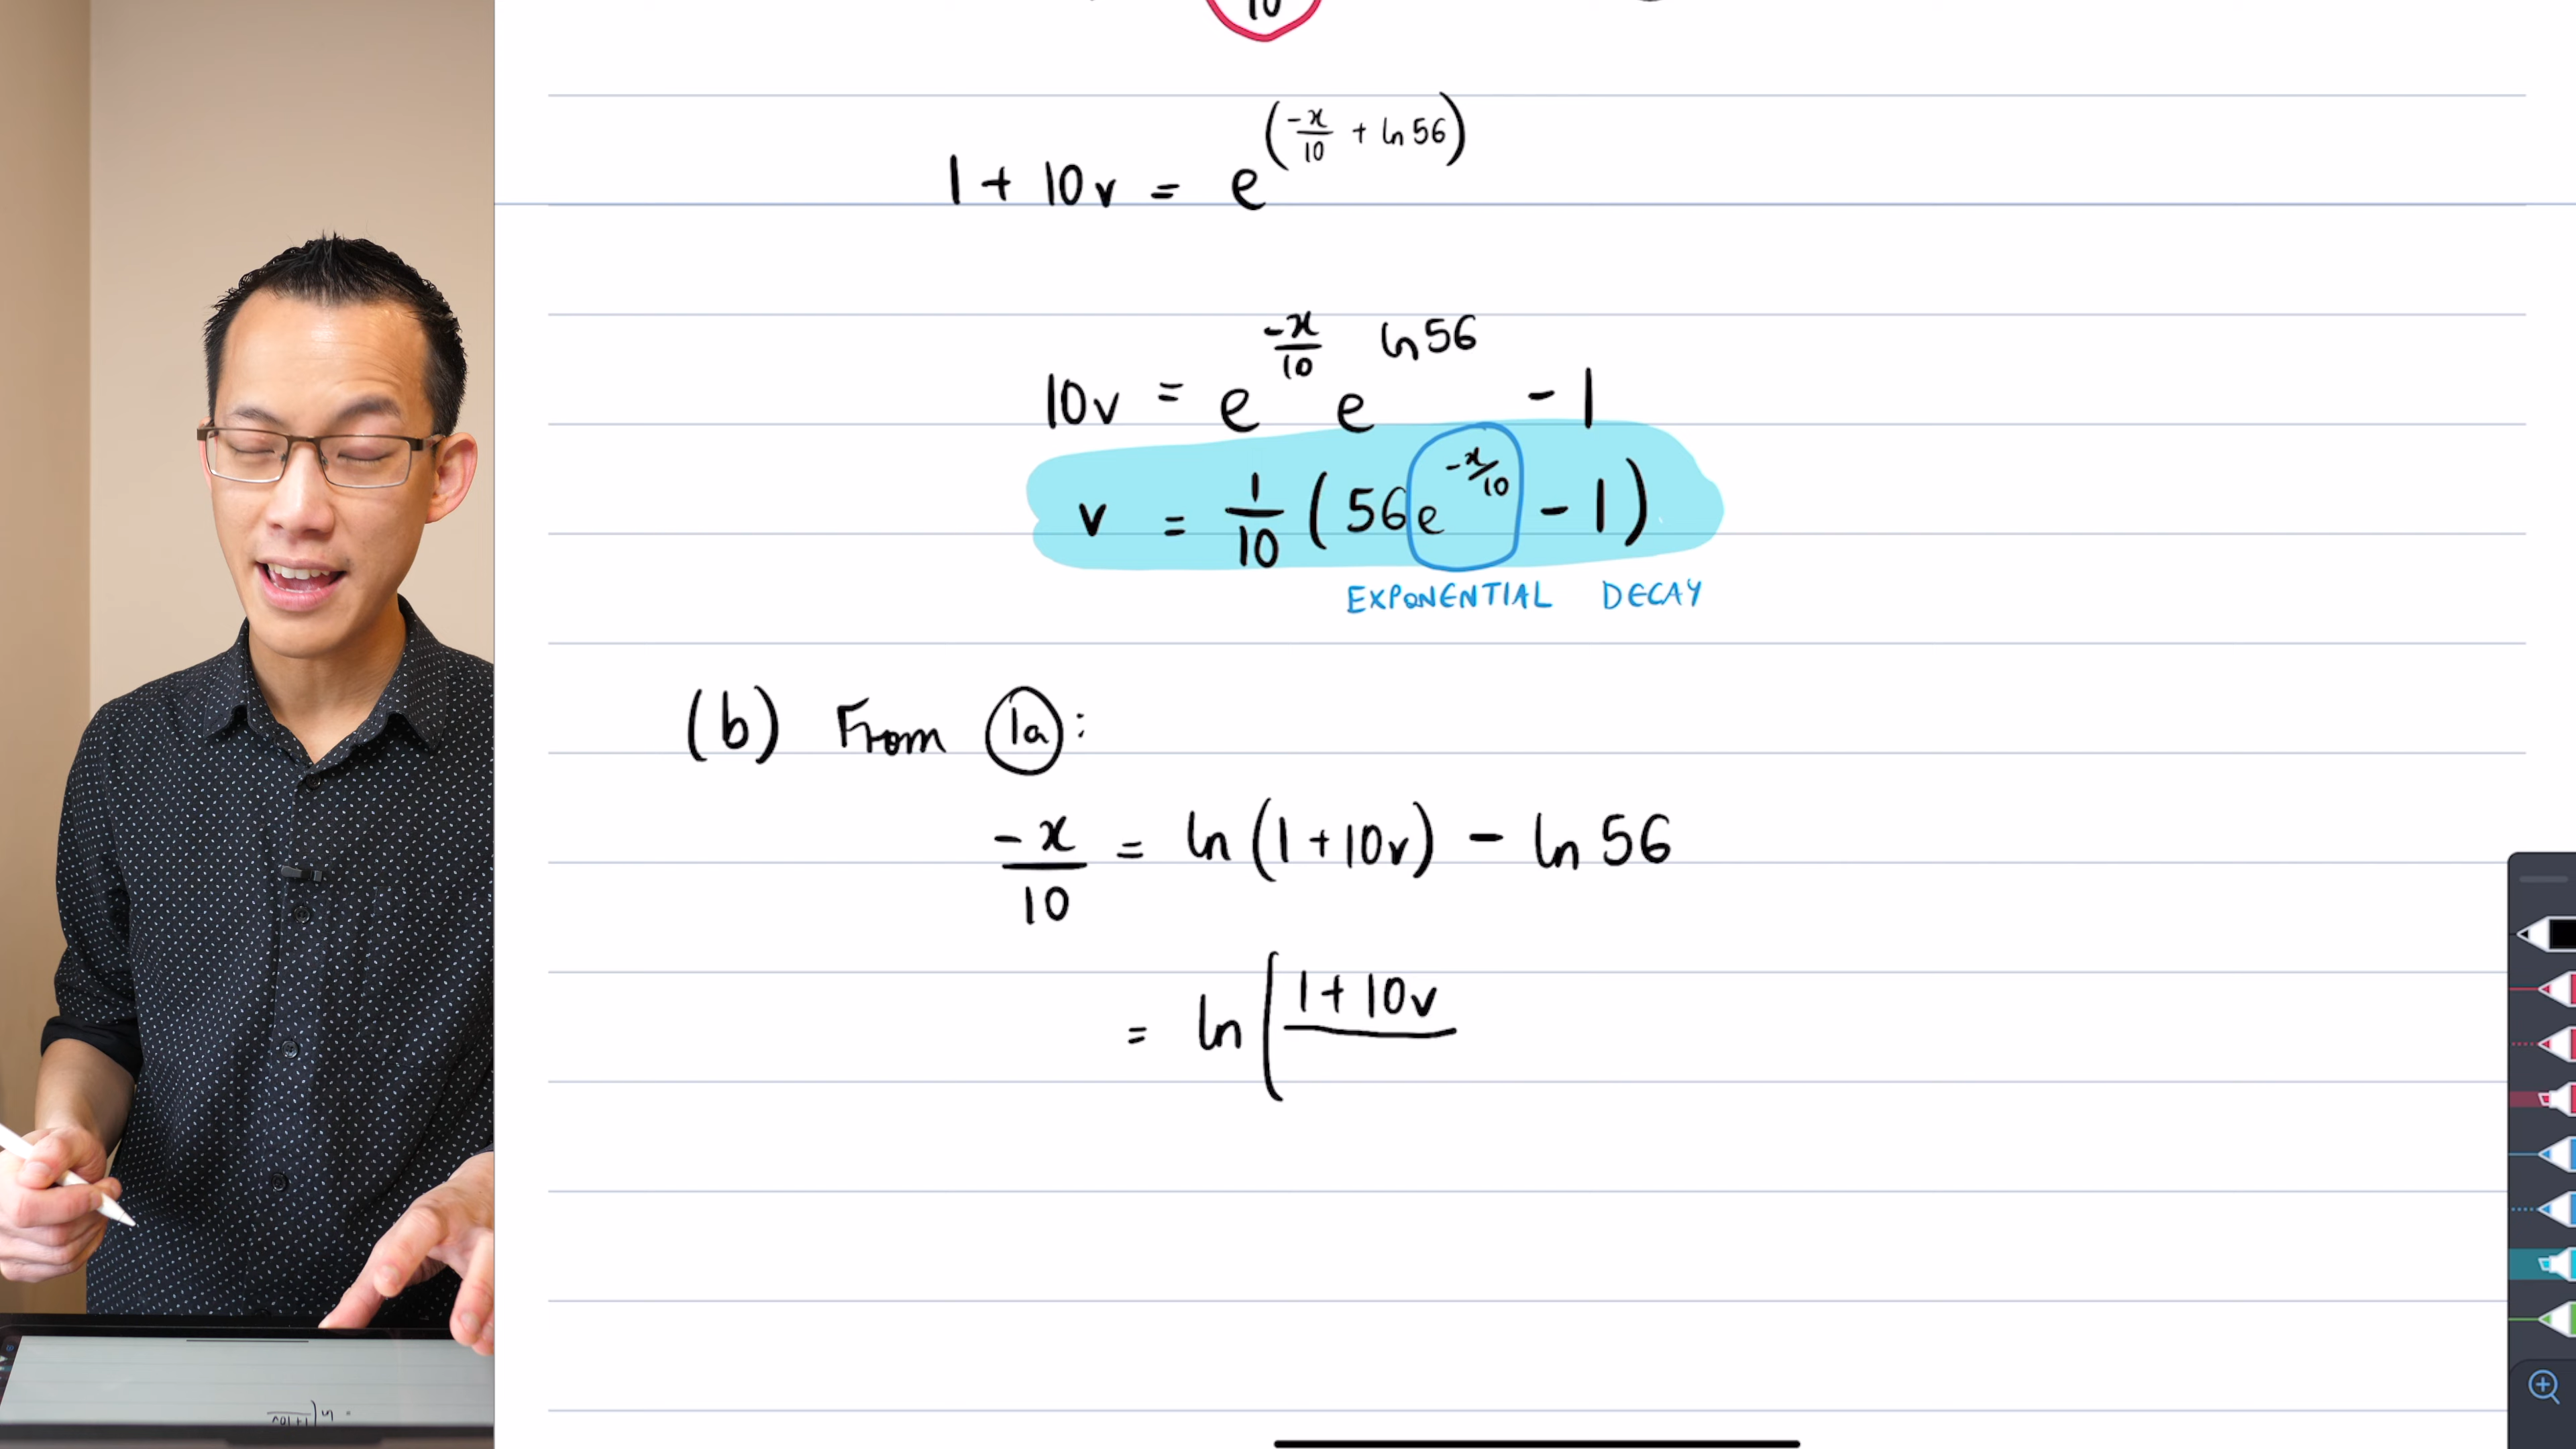 10
1 + 10v = e^(-x/10 + ln 56)
10v = e^(-x/10) e^(ln 56) - 1
v = 1/10 (56e^(-x/10) - 1)
EXPONENTIAL DECAY
(b) From (1a):
-x/10 = ln (1 + 10v) - ln 56
= ln (1 + 10v